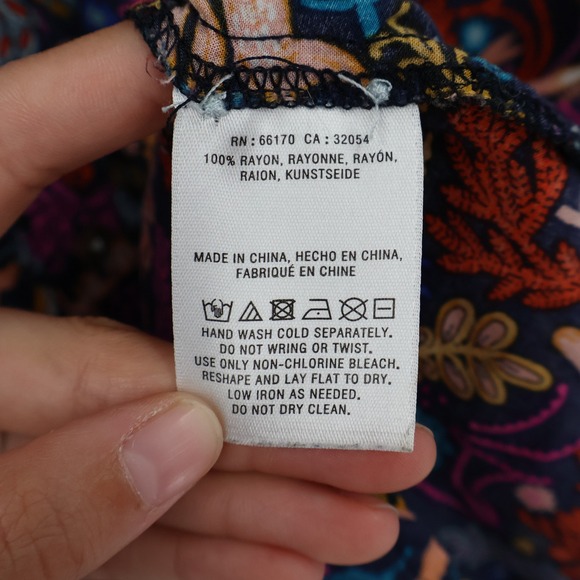 RN : 66170 CA : 32054
100% RAYON, RAYONNE, RAYÓN,
RAION, KUNSTSEIDE
MADE IN CHINA, HECHO EN CHINA,
FABRIQUÉ EN CHINE
HAND WASH COLD SEPARATELY.
DO NOT WRING OR TWIST.
USE ONLY NON-CHLORINE BLEACH.
RESHAPE AND LAY FLAT TO DRY.
LOW IRON AS NEEDED.
DO NOT DRY CLEAN.